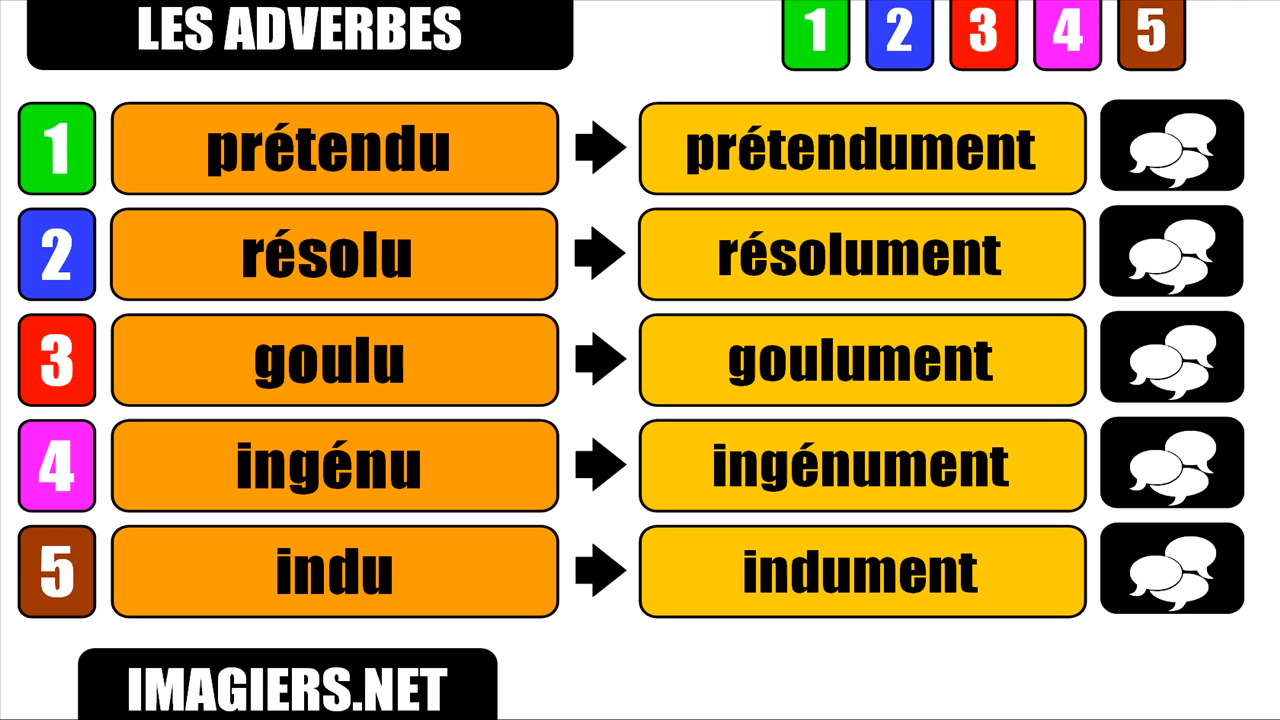 LES ADVERBES
1 2 3 4 5
1 prétendu prétendument
2 résolu résolument
3 goulu goulument
4 ingénu ingénument
5 indu indument
IMAGIERS.NET